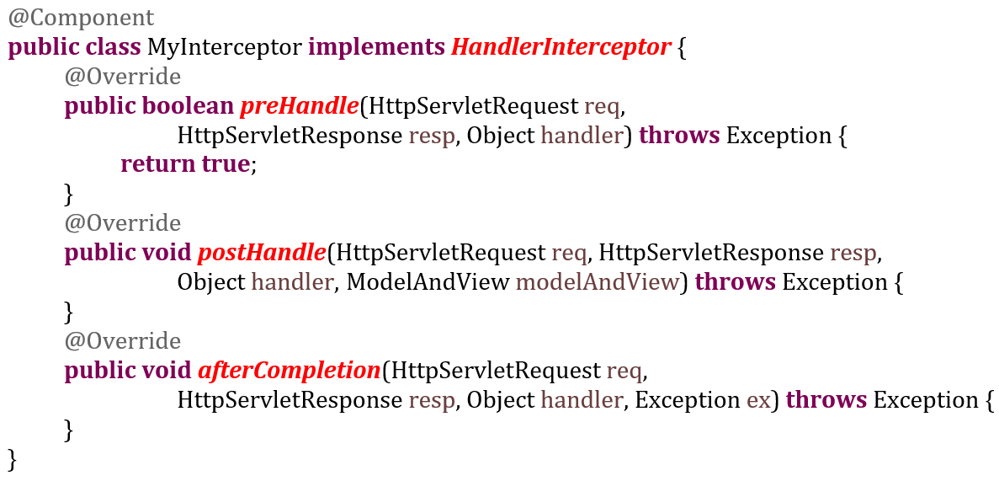 @Component
public class MyInterceptor implements HandlerInterceptor {
@Override
public boolean preHandle(HttpServletRequest req,
HttpServletResponse resp, Object handler) throws Exception {
return true;
}
@Override
public void postHandle(HttpServletRequest req, HttpServletResponse resp,
Object handler, ModelAndView modelAndView) throws Exception {
}
@Override
public void afterCompletion(HttpServletRequest req,
HttpServletResponse resp, Object handler, Exception ex) throws Exception {
}
}